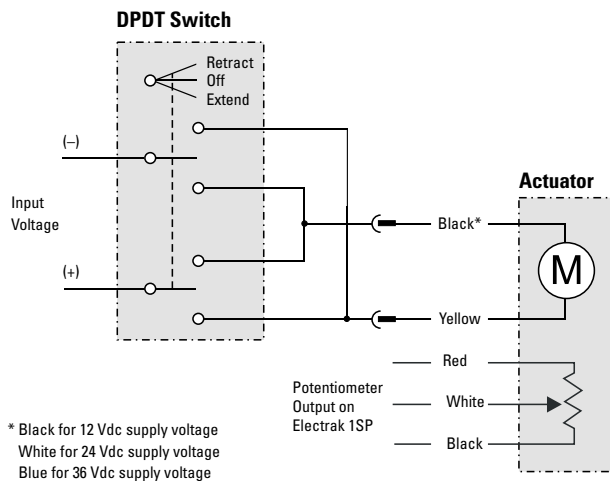 DPDT Switch
Retract
Off
Extend
(–)
Input
Voltage
(+)
Actuator
Black*
M
Yellow
Red
Potentiometer
Output on
Electrak 1SP
White
Black
* Black for 12 Vdc supply voltage
White for 24 Vdc supply voltage
Blue for 36 Vdc supply voltage